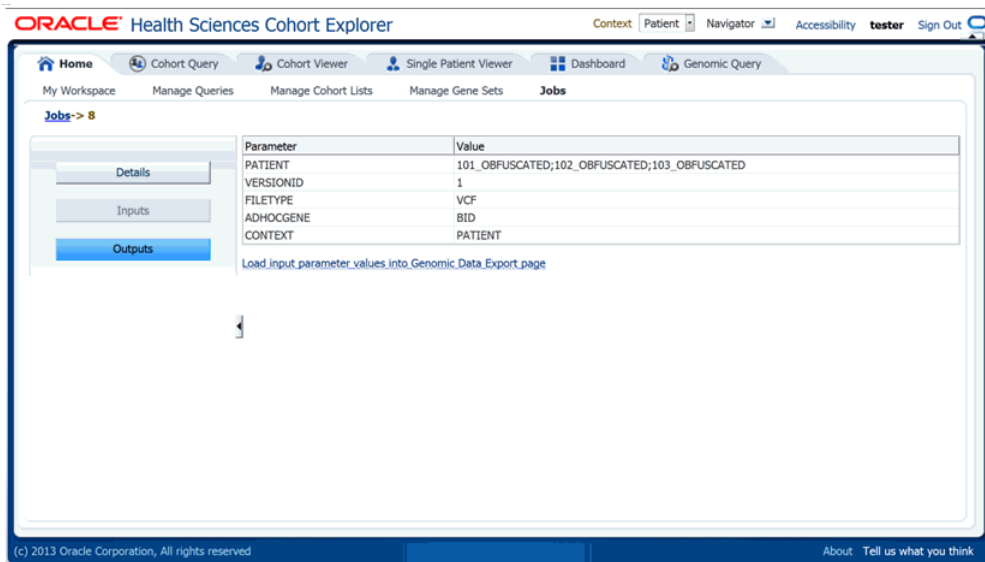 ORACLE Health Sciences Cohort Explorer Context Patient Navigator Accessibility tester Sign Out
Home Cohort Query Cohort Viewer Single Patient Viewer Dashboard Genomic Query
My Workspace Manage Queries Manage Cohort Lists Manage Gene Sets Jobs
Jobs-> 8
Parameter Value
PATIENT 101_OBFUSCATED;102_OBFUSCATED;103_OBFUSCATED
Details
VERSIONID 1
FILETYPE VCF
Inputs
ADHOCGENE BID
CONTEXT PATIENT
Outputs
Load input parameter values into Genomic Data Export page
(c) 2013 Oracle Corporation, All rights reserved About Tell us what you think